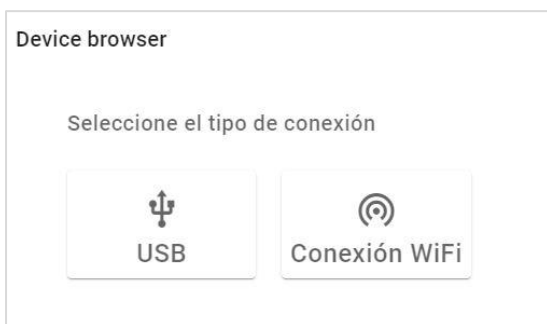 Device browser
Seleccione el tipo de conexión
USB
Conexión WiFi